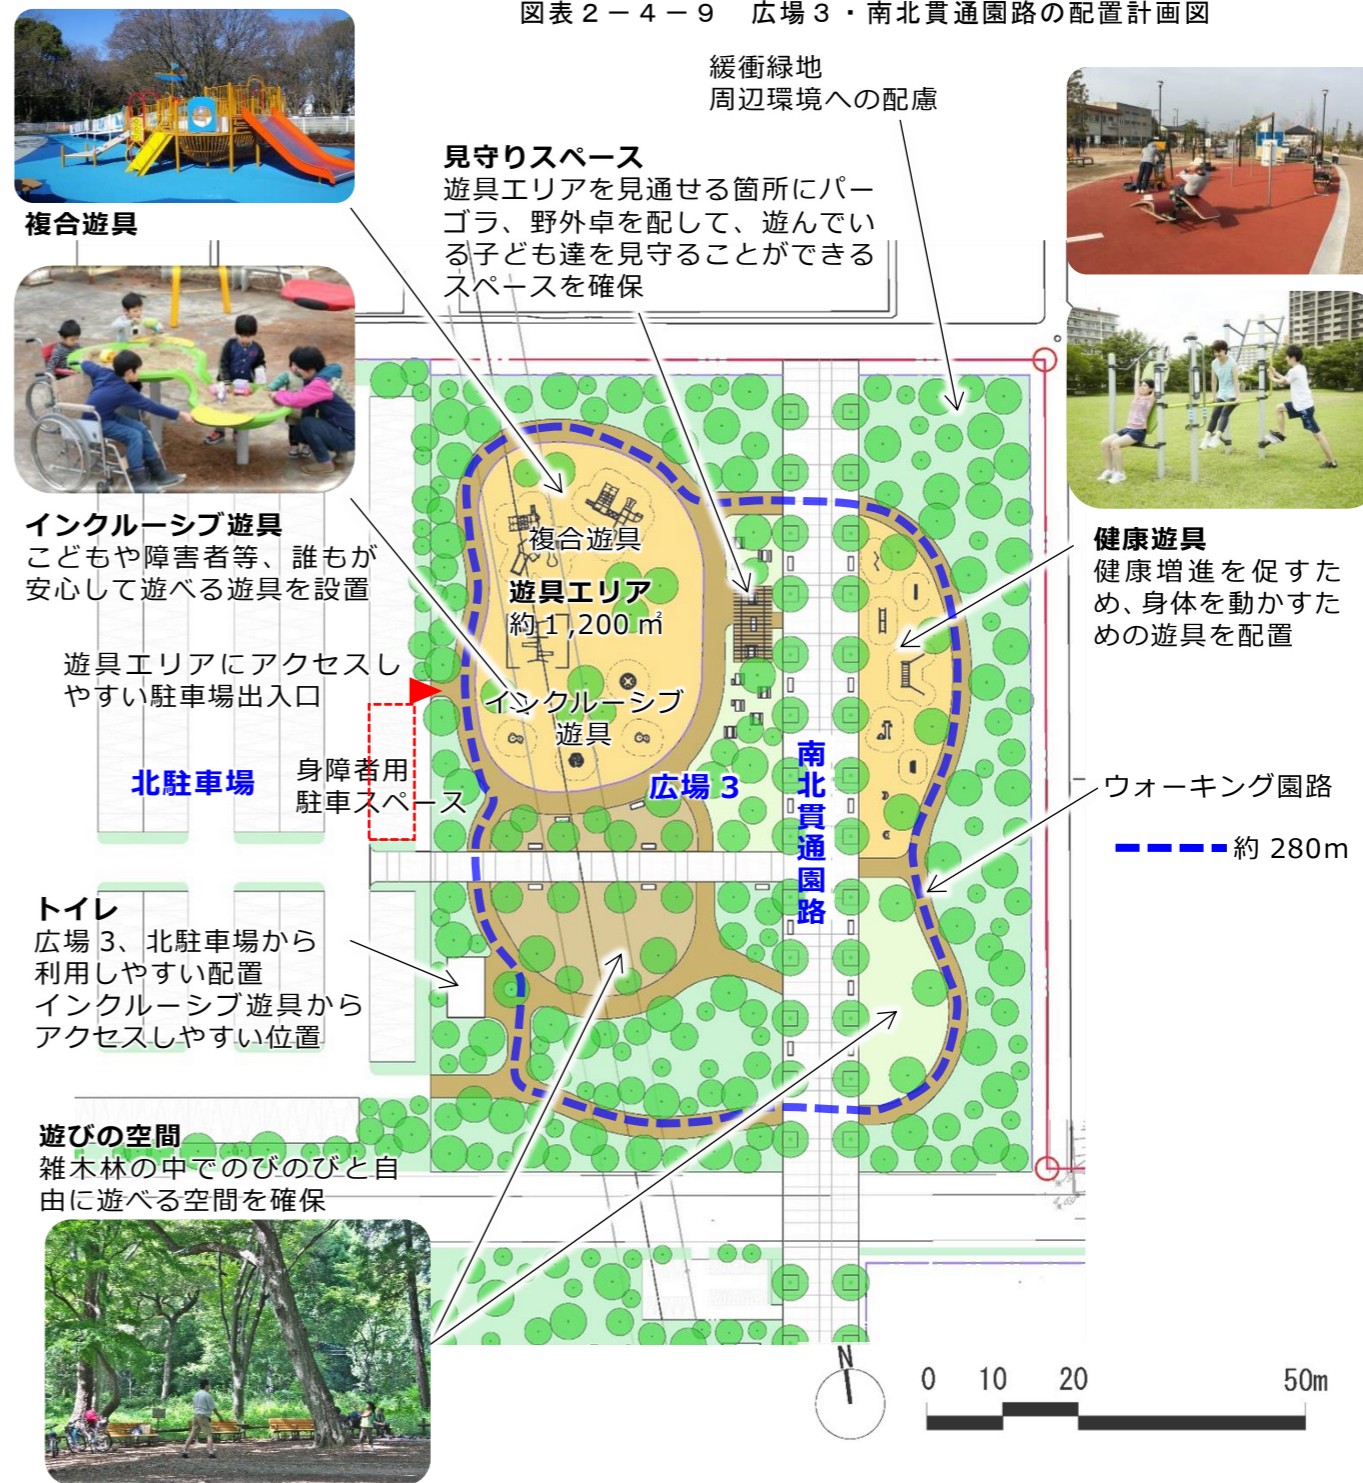 図表２－４－９　広場３・南北貫通園路の配置計画図
緩衝緑地
周辺環境への配慮
見守りスペース
遊具エリアを見通せる箇所にパー
ゴラ、野外卓を配して、遊んでい
る子ども達を見守ることができる
スペースを確保
複合遊具
インクルーシブ遊具
こどもや障害者等、誰もが
安心して遊べる遊具を設置
複合遊具
遊具エリア
約 1,200 ㎡
健康遊具
健康増進を促すた
め、身体を動かすた
めの遊具を配置
遊具エリアにアクセスし
やすい駐車場出入口
インクルーシブ
遊具
北駐車場
身障者用
駐車スペース
広場 3
南北貫通園路
ウォーキング園路
約 280m
トイレ
広場 3、北駐車場から
利用しやすい配置
インクルーシブ遊具から
アクセスしやすい位置
遊びの空間
雑木林の中でのびのびと自
由に遊べる空間を確保
N
0 10 20 50m